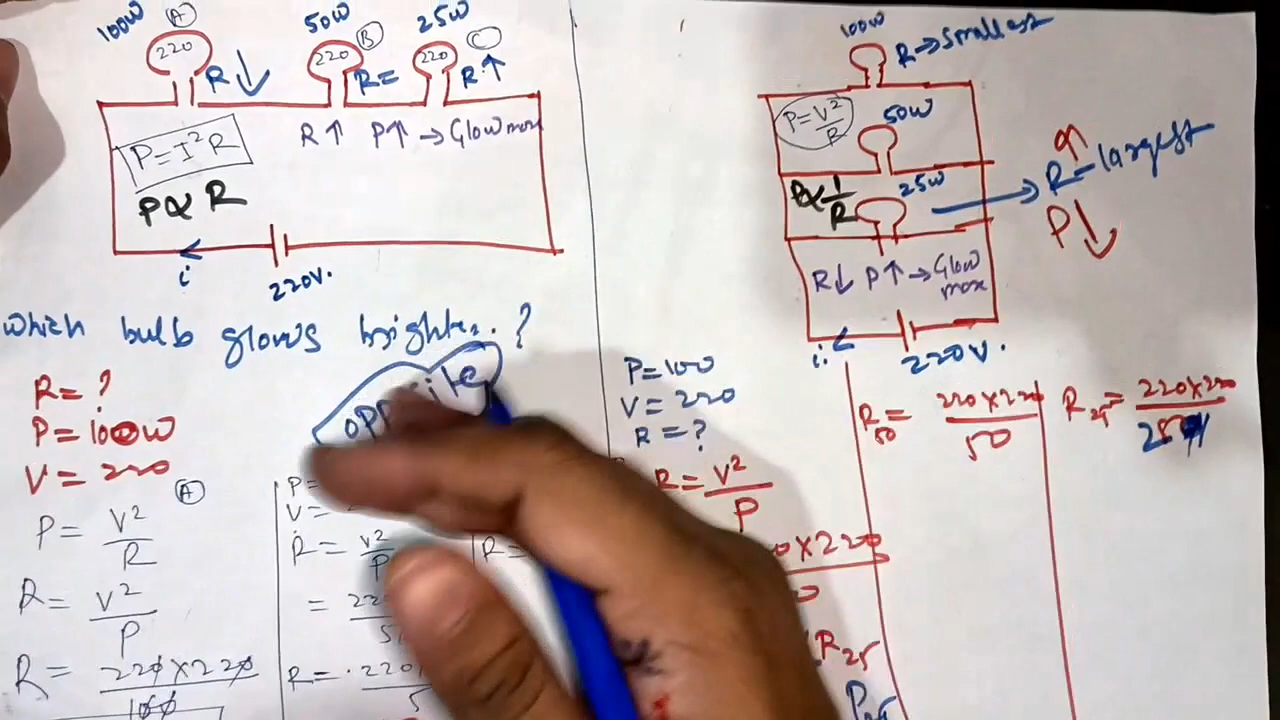 100W A 50W B 25W C
220 R↓ 220 R= 220 R↑
P=I²R R↑ P↑ → Glow max
P∝R
i 220V.
which bulb glows ?
R=?
P=100W
V=220
A
P=V²/R
R=V²/P
R=220×220/100
P=
V=
R=V²/P
=
R=
R=
100W
R→smallest
P=V²/R 50W
P∝1/R 25W
R-largest
P↓
R↓ P↑ → Glow max
i. 220V.
P=100
V=220
R=?
R=V²/P
R₅₀=220×220/50
R₂₅=220×220/25
R₂₅